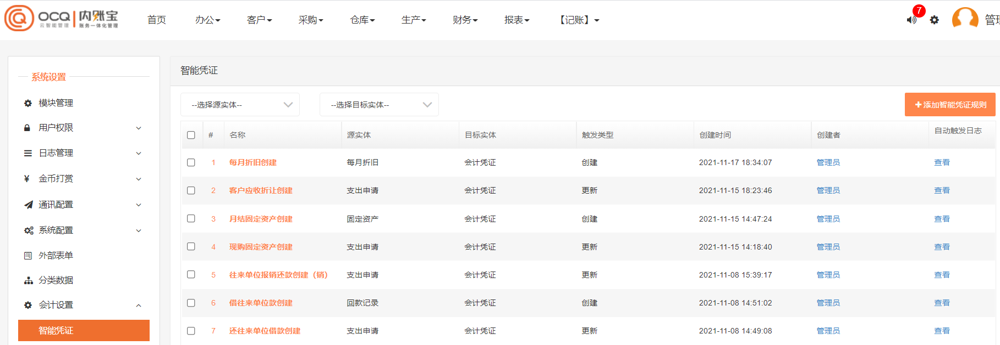 OCQ 内账宝
云智能管理 账务一体化管理
首页 办公 客户 采购 仓库 生产 财务 报表 【记账】 7 管理
系统设置
模块管理
用户权限
日志管理
金币打赏
通讯配置
系统配置
外部表单
分类数据
会计设置
智能凭证
智能凭证
--选择源实体-- --选择目标实体-- 添加智能凭证规则
# 名称 源实体 目标实体 触发类型 创建时间 创建者 自动触发日志
1 每月折旧创建 每月折旧 会计凭证 创建 2021-11-17 18:34:07 管理员 查看
2 客户应收折让创建 支出申请 会计凭证 更新 2021-11-15 18:23:46 管理员 查看
3 月结固定资产创建 固定资产 会计凭证 创建 2021-11-15 14:47:24 管理员 查看
4 现购固定资产创建 支出申请 会计凭证 更新 2021-11-15 14:18:40 管理员 查看
5 往来单位报销还款创建（销） 支出申请 会计凭证 更新 2021-11-08 15:39:17 管理员 查看
6 借往来单位款创建 回款记录 会计凭证 创建 2021-11-08 14:51:02 管理员 查看
7 还往来单位借款创建 支出申请 会计凭证 更新 2021-11-08 14:49:08 管理员 查看